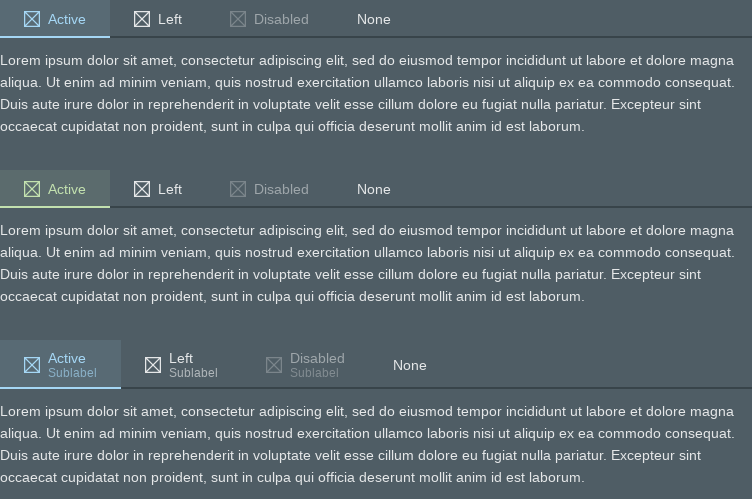 Active Left Disabled None
Lorem ipsum dolor sit amet, consectetur adipiscing elit, sed do eiusmod tempor incididunt ut labore et dolore magna
aliqua. Ut enim ad minim veniam, quis nostrud exercitation ullamco laboris nisi ut aliquip ex ea commodo consequat.
Duis aute irure dolor in reprehenderit in voluptate velit esse cillum dolore eu fugiat nulla pariatur. Excepteur sint
occaecat cupidatat non proident, sunt in culpa qui officia deserunt mollit anim id est laborum.
Active Left Disabled None
Lorem ipsum dolor sit amet, consectetur adipiscing elit, sed do eiusmod tempor incididunt ut labore et dolore magna
aliqua. Ut enim ad minim veniam, quis nostrud exercitation ullamco laboris nisi ut aliquip ex ea commodo consequat.
Duis aute irure dolor in reprehenderit in voluptate velit esse cillum dolore eu fugiat nulla pariatur. Excepteur sint
occaecat cupidatat non proident, sunt in culpa qui officia deserunt mollit anim id est laborum.
Active Left Disabled None
Sublabel Sublabel Sublabel
Lorem ipsum dolor sit amet, consectetur adipiscing elit, sed do eiusmod tempor incididunt ut labore et dolore magna
aliqua. Ut enim ad minim veniam, quis nostrud exercitation ullamco laboris nisi ut aliquip ex ea commodo consequat.
Duis aute irure dolor in reprehenderit in voluptate velit esse cillum dolore eu fugiat nulla pariatur. Excepteur sint
occaecat cupidatat non proident, sunt in culpa qui officia deserunt mollit anim id est laborum.